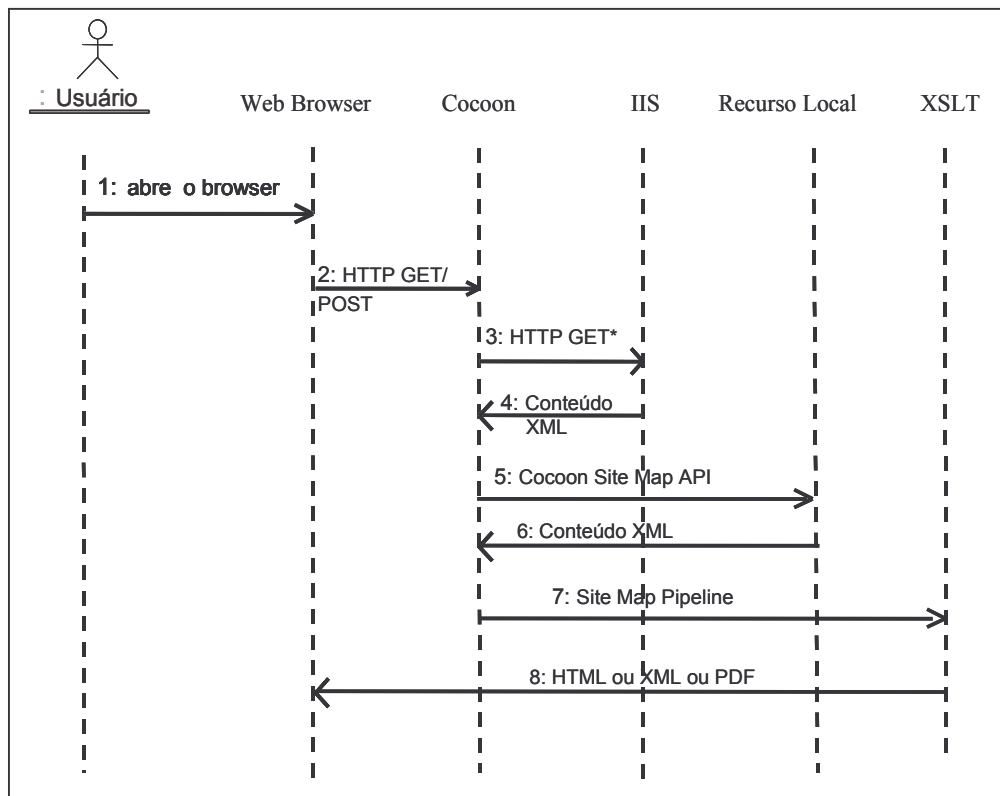 : Usuário
Web Browser
Cocoon
IIS
Recurso Local
XSLT
1: abre o browser
2: HTTP GET/
POST
3: HTTP GET*
4: Conteúdo
XML
5: Cocoon Site Map API
6: Conteúdo XML
7: Site Map Pipeline
8: HTML ou XML ou PDF